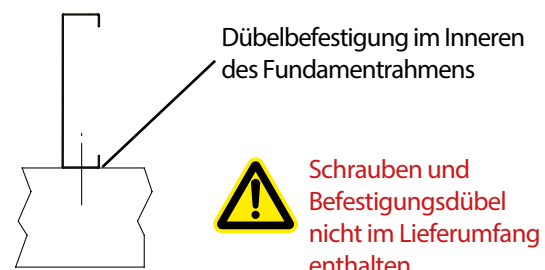 Dübelbefestigung im Inneren
des Fundamentrahmens
Schrauben und
Befestigungsdübel
nicht im Lieferumfang
enthalten